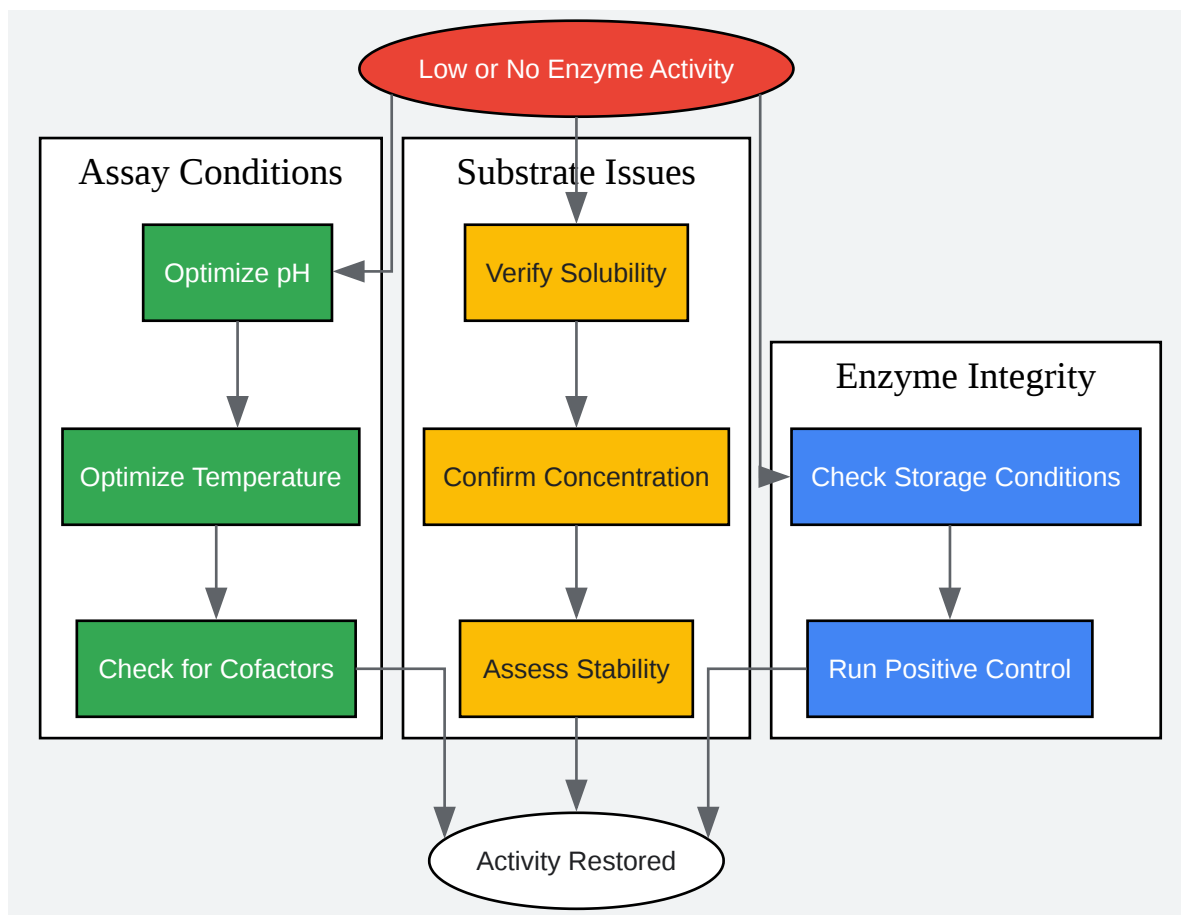 Low or No Enzyme Activity
Assay Conditions
Optimize pH
Optimize Temperature
Check for Cofactors
Substrate Issues
Verify Solubility
Confirm Concentration
Assess Stability
Enzyme Integrity
Check Storage Conditions
Run Positive Control
Activity Restored